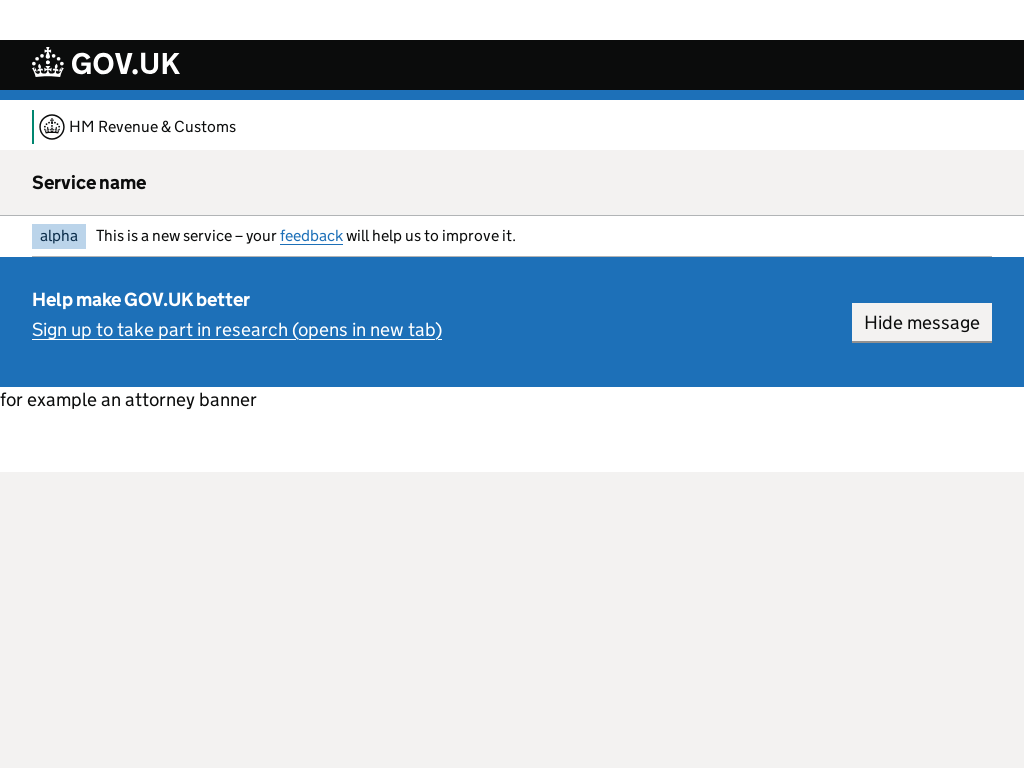 GOV.UK
HM Revenue & Customs
Service name
alpha This is a new service – your feedback will help us to improve it.
Help make GOV.UK better
Sign up to take part in research (opens in new tab)
Hide message
for example an attorney banner